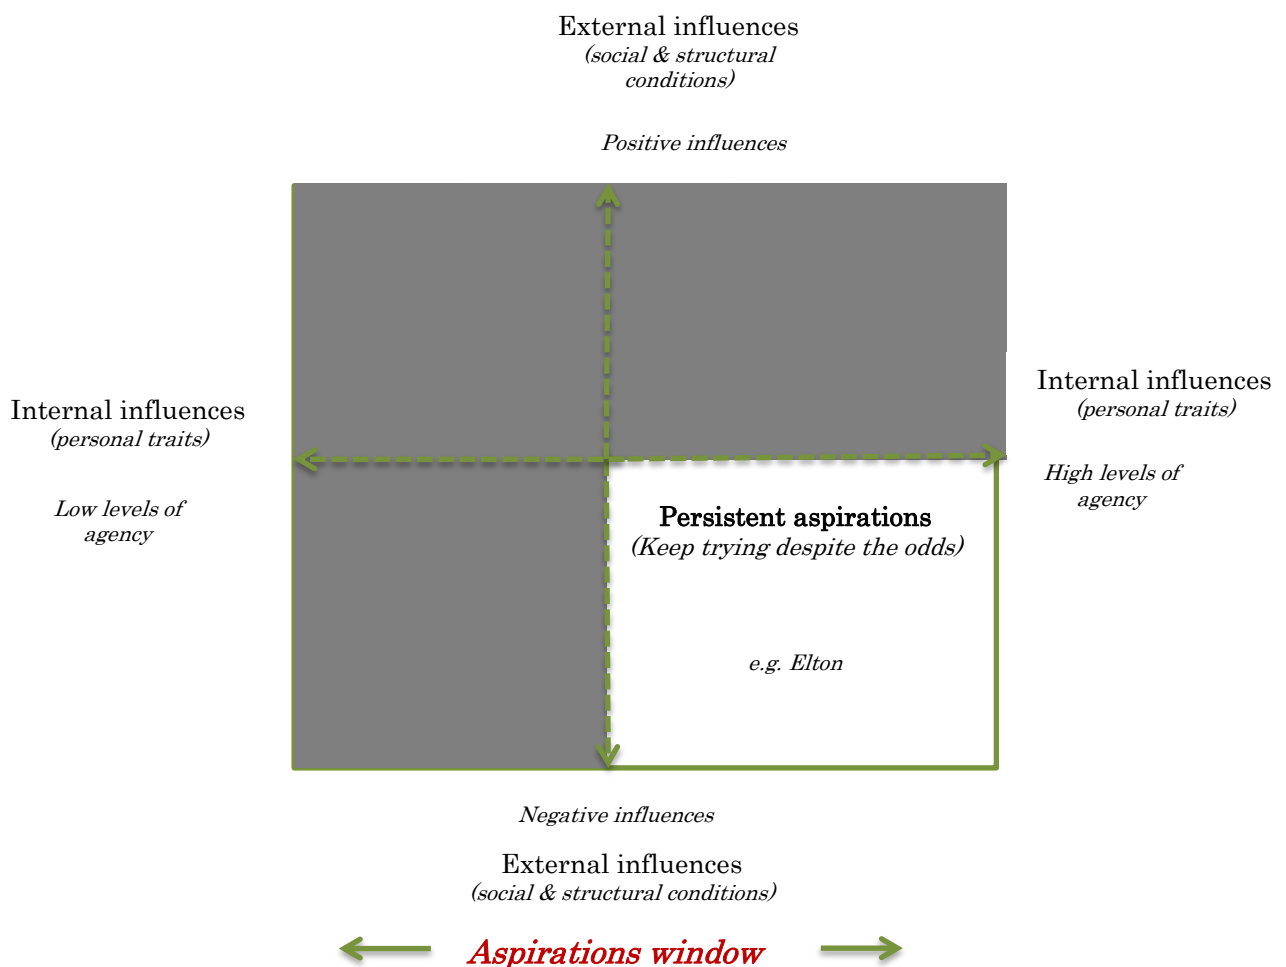 External influences
(social & structural
conditions)
Positive influences
Internal influences
(personal traits)
Low levels of
agency
Internal influences
(personal traits)
High levels of
agency
Persistent aspirations
(Keep trying despite the odds)
e.g. Elton
Negative influences
External influences
(social & structural conditions)
Aspirations window